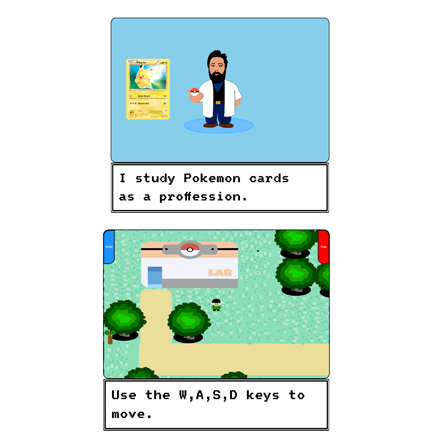 I study Pokemon cards
as a proffession.
LAB
Use the W,A,S,D keys to
move.